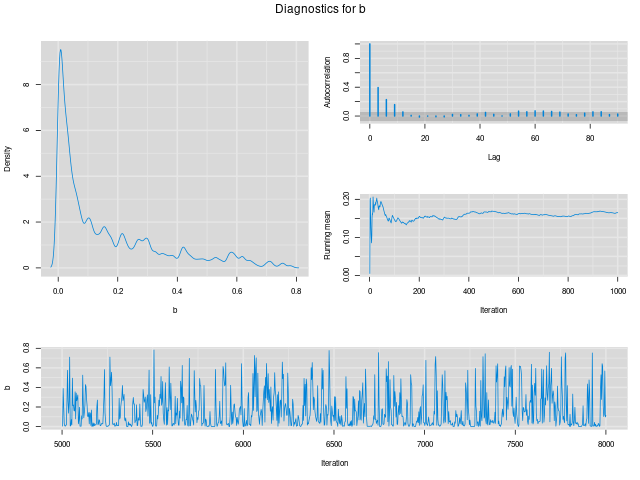 Diagnostics for b
Density
0 2 4 6 8
0.0 0.2 0.4 0.6 0.8
b
Autocorrelation
0.0 0.4 0.8
0 20 40 60 80
Lag
Running mean
0.00 0.10 0.20
0 200 400 600 800 1000
Iteration
b
0.0 0.2 0.4 0.6 0.8
5000 5500 6000 6500 7000 7500 8000
Iteration